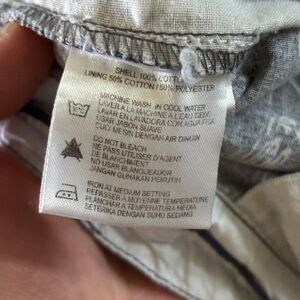 SHELL 100% COTTON
LINING 50% COTTON / 50% POLYESTER
MACHINE WASH IN COOL WATER
LAVER A LA MACHINE A L'EAU TIEDE
LAVAR EN LAVADORA CON AGUA
USAR JABON SUAVE
CUCI MESIN DENGAN AIR DINGIN
DO NOT BLEACH
NE PAS UTILISER D'AGENT
DE BLANCHIMENT
NO USAR BLANQUEADOR
JANGAN GUNAKAN PEMUTIH
IRON AT MEDIUM SETTING
REPASSER A MOYENNE TEMPERATURE
PLANCHAR A TEMPERATURA MEDIA
SETERIKA DENGAN SUHU SEDANG